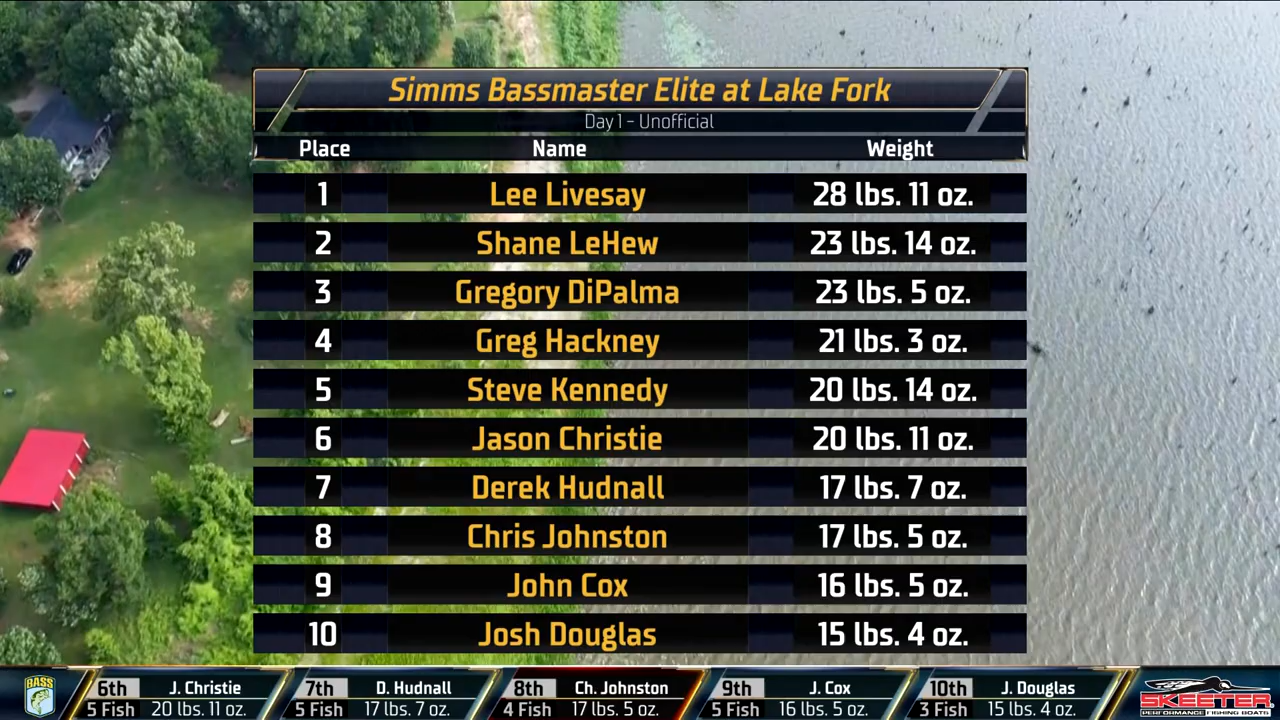 Simms Bassmaster Elite at Lake Fork
Day 1 - Unofficial
Place Name Weight
1 Lee Livesay 28 lbs. 11 oz.
2 Shane LeHew 23 lbs. 14 oz.
3 Gregory DiPalma 23 lbs. 5 oz.
4 Greg Hackney 21 lbs. 3 oz.
5 Steve Kennedy 20 lbs. 14 oz.
6 Jason Christie 20 lbs. 11 oz.
7 Derek Hudnall 17 lbs. 7 oz.
8 Chris Johnston 17 lbs. 5 oz.
9 John Cox 16 lbs. 5 oz.
10 Josh Douglas 15 lbs. 4 oz.
BASS
6th J. Christie
5 Fish 20 lbs. 11 oz.
7th D. Hudnall
5 Fish 17 lbs. 7 oz.
8th Ch. Johnston
4 Fish 17 lbs. 5 oz.
9th J. Cox
5 Fish 16 lbs. 5 oz.
10th J. Douglas
3 Fish 15 lbs. 4 oz.
SKEETER
PERFORMANCE FISHING BOATS